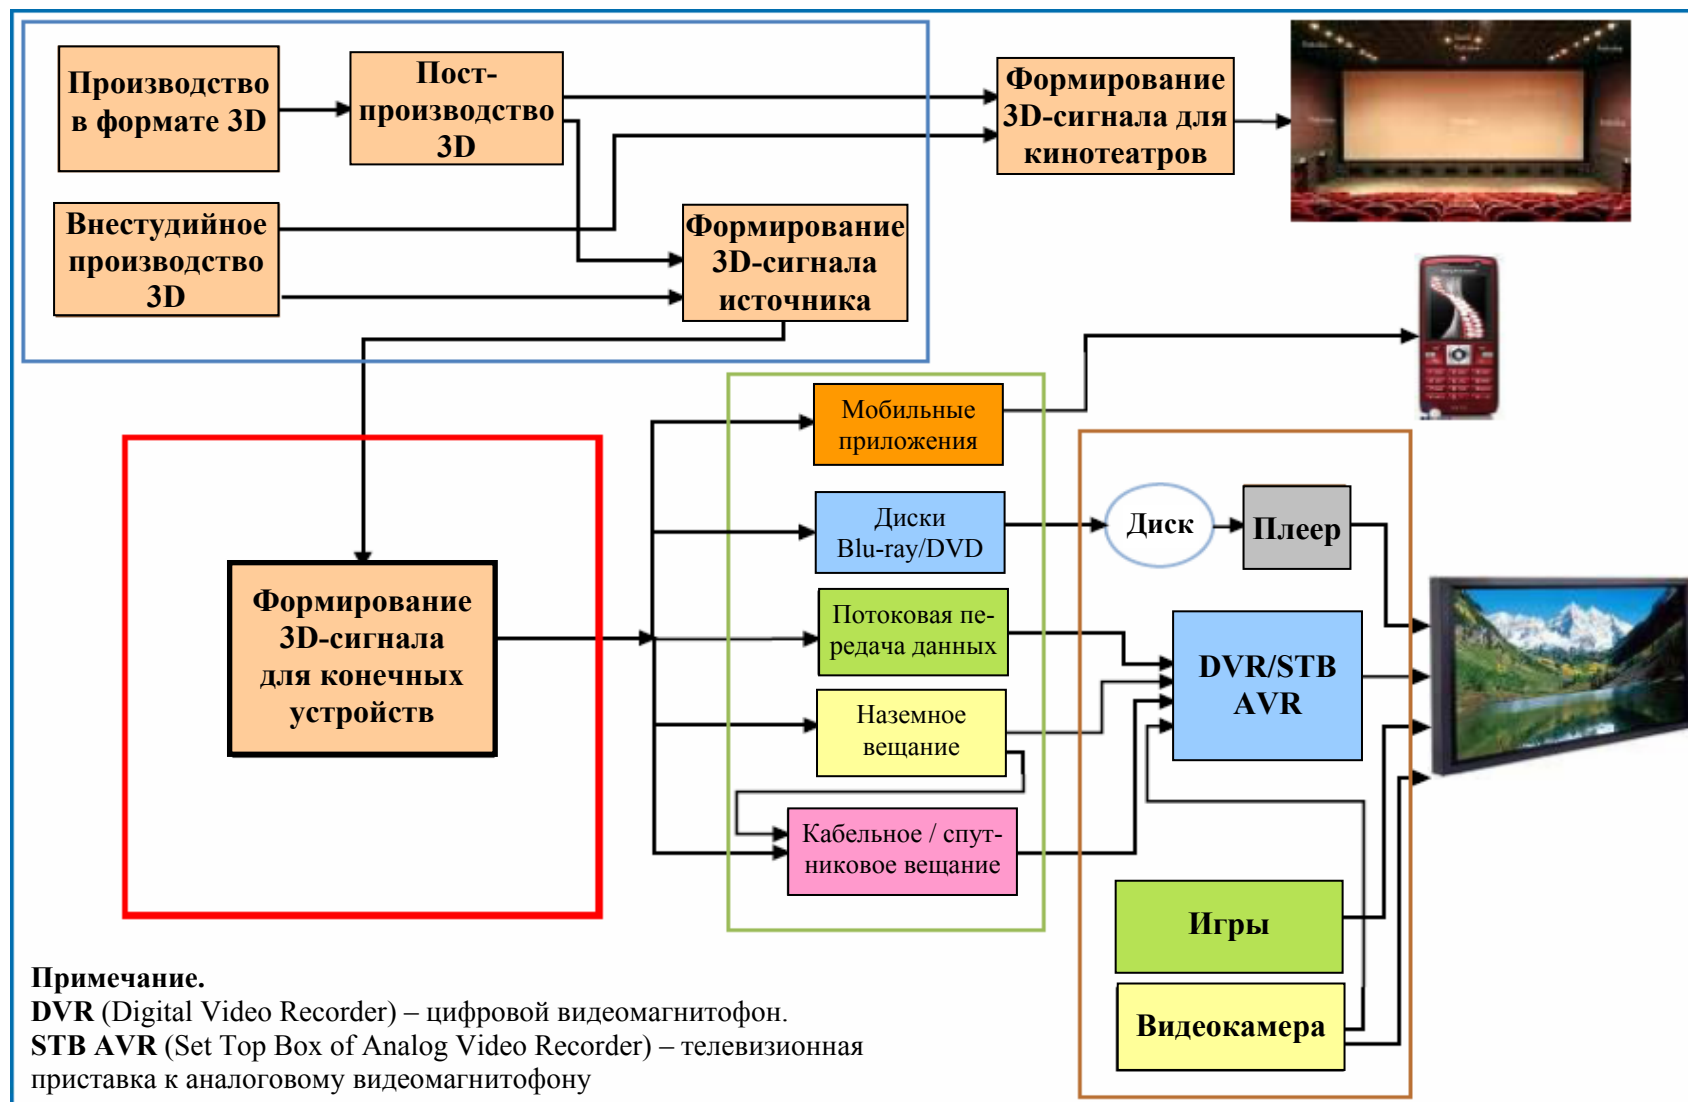 Производство
в формате 3D
Пост-
производство
3D
Формирование
3D-сигнала для
кинотеатров
Внестудийное
производство
3D
Формирование
3D-сигнала
источника
Мобильные
приложения
Диски
Blu-ray/DVD
Диск
Плеер
Формирование
3D-сигнала
для конечных
устройств
Потоковая пе-
редача данных
DVR/STB
AVR
Наземное
вещание
Кабельное / спут-
никовое вещание
Игры
Видеокамера
Примечание.
DVR (Digital Video Recorder) – цифровой видеомагнитофон.
STB AVR (Set Top Box of Analog Video Recorder) – телевизионная
приставка к аналоговому видеомагнитофону